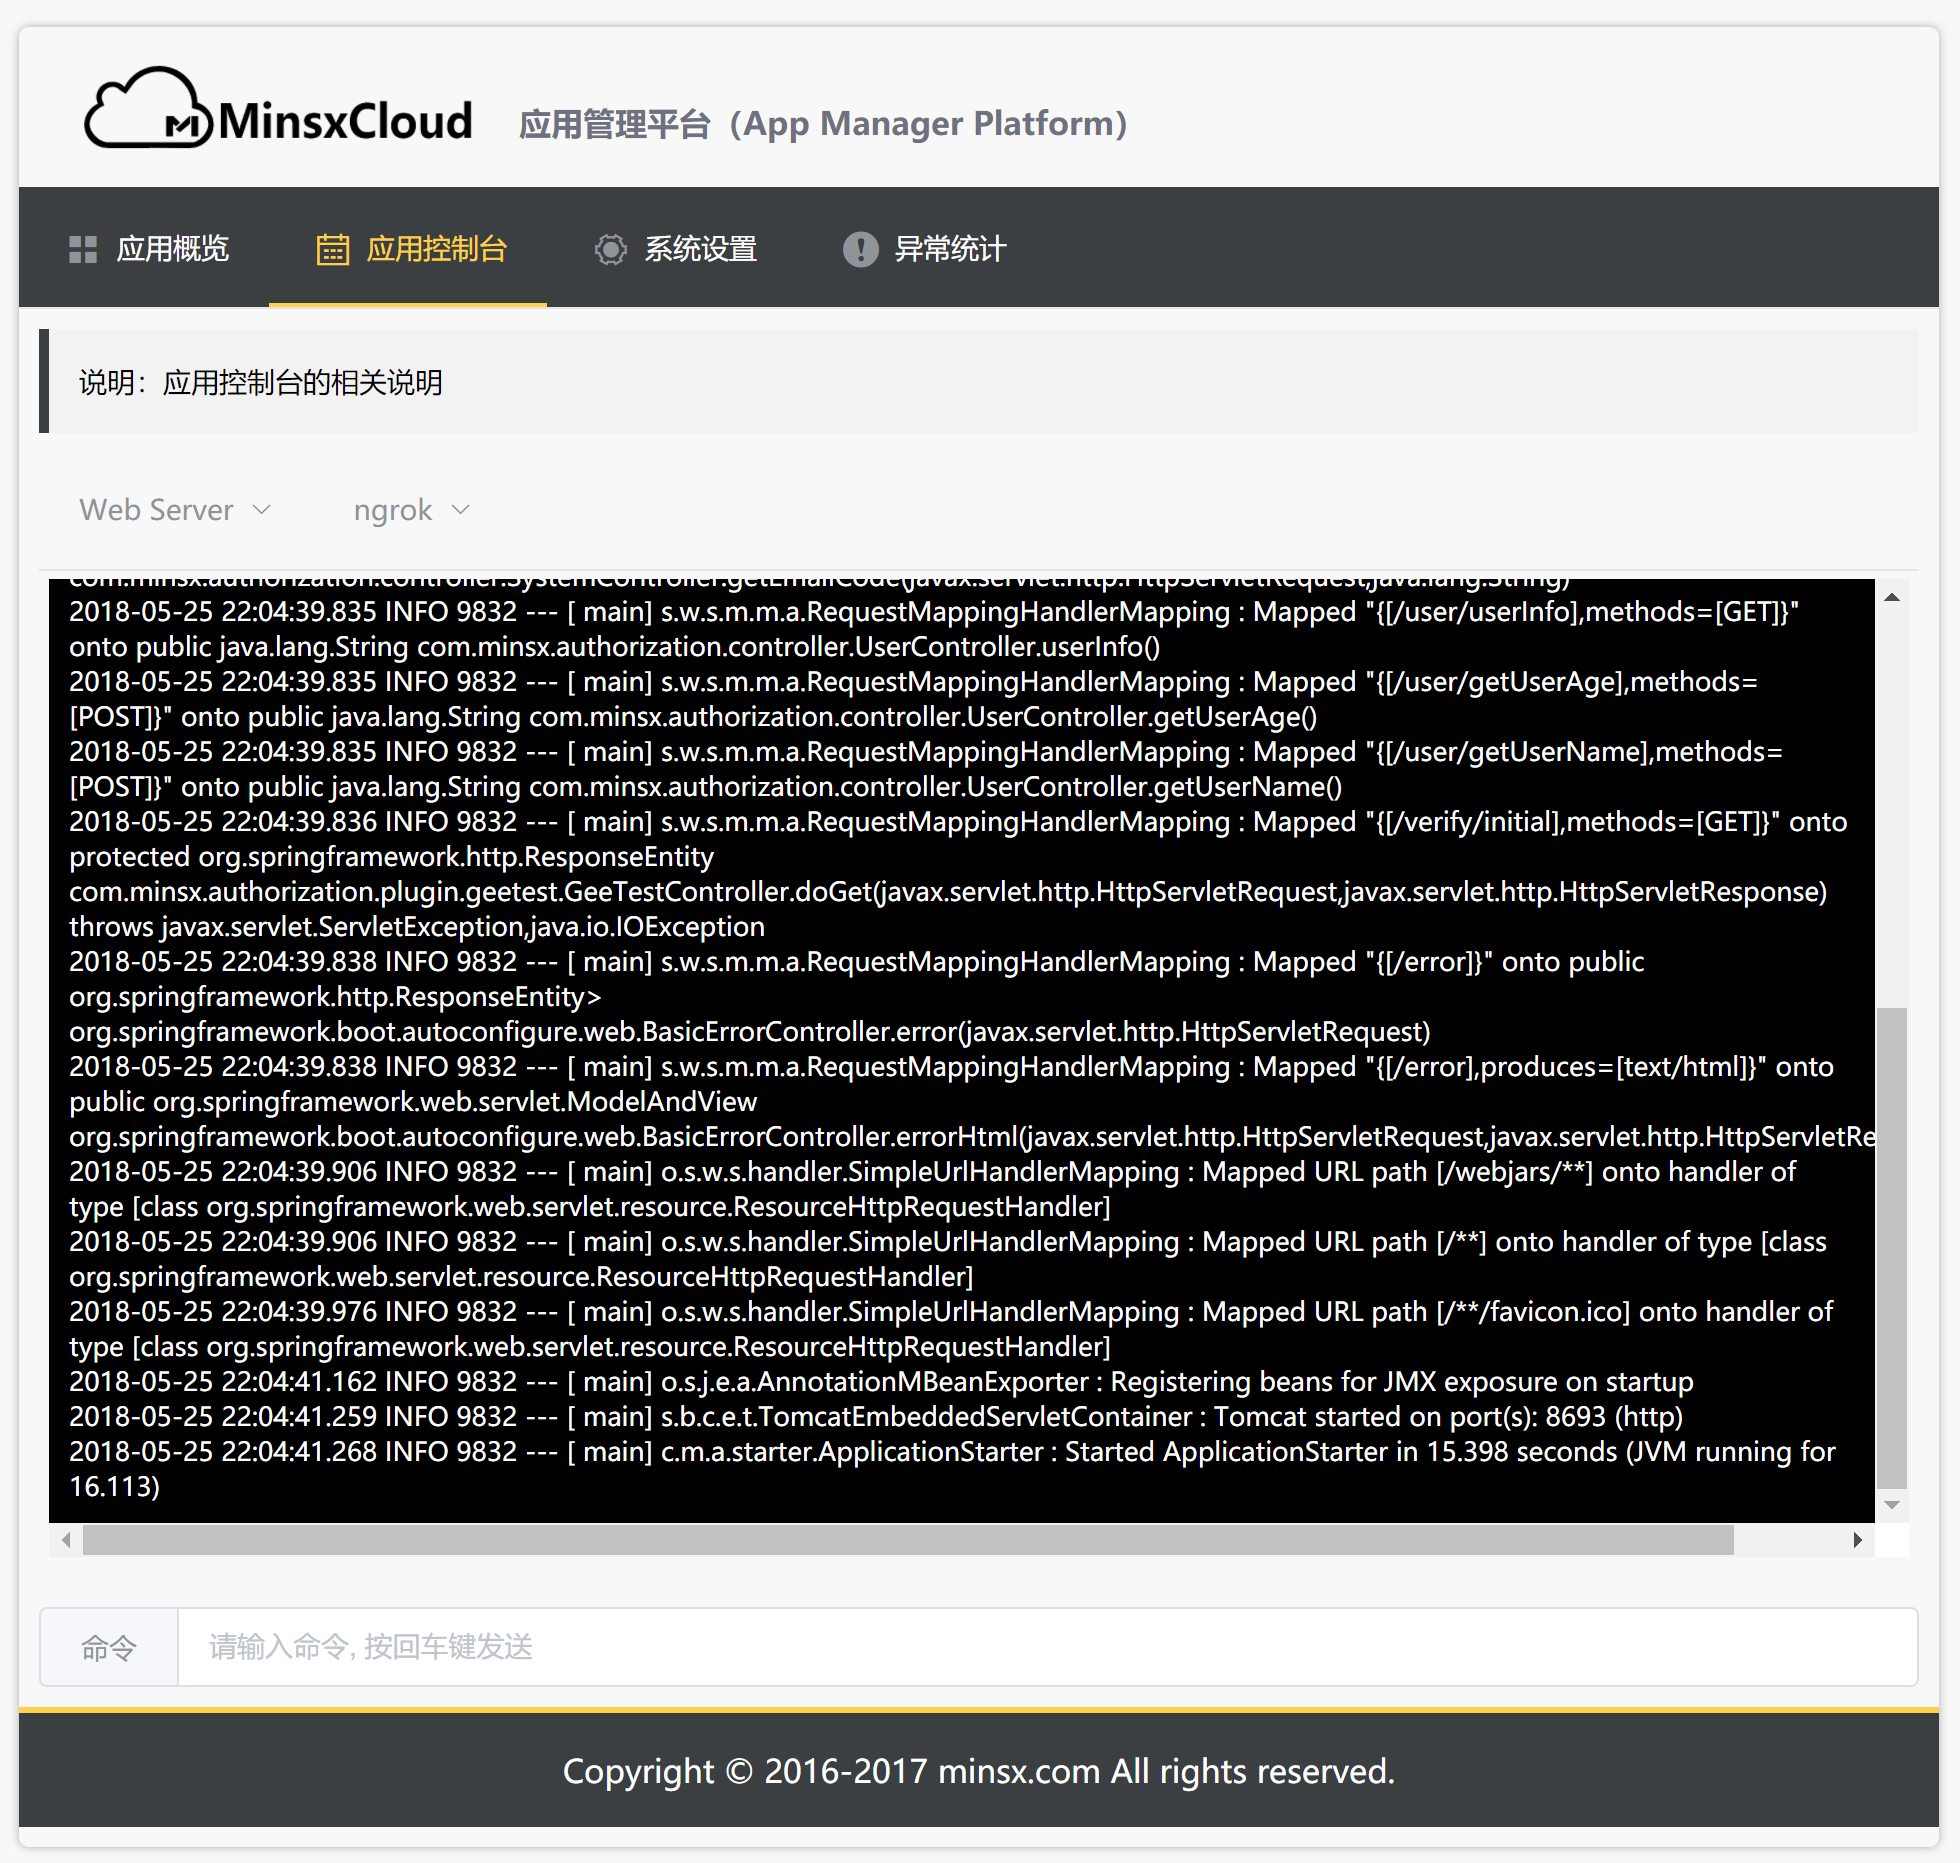 MinsxCloud 应用管理平台（App Manager Platform）
应用概览 应用控制台 系统设置 异常统计
说明：应用控制台的相关说明
Web Server ngrok
com.minsx.authorization.controller.SystemController.getEmailCode(javax.servlet.http.HttpServletRequest,java.lang.String)
2018-05-25 22:04:39.835 INFO 9832 --- [ main] s.w.s.m.m.a.RequestMappingHandlerMapping : Mapped "{[/user/userInfo],methods=[GET]}"
onto public java.lang.String com.minsx.authorization.controller.UserController.userInfo()
2018-05-25 22:04:39.835 INFO 9832 --- [ main] s.w.s.m.m.a.RequestMappingHandlerMapping : Mapped "{[/user/getUserAge],methods=
[POST]}" onto public java.lang.String com.minsx.authorization.controller.UserController.getUserAge()
2018-05-25 22:04:39.835 INFO 9832 --- [ main] s.w.s.m.m.a.RequestMappingHandlerMapping : Mapped "{[/user/getUserName],methods=
[POST]}" onto public java.lang.String com.minsx.authorization.controller.UserController.getUserName()
2018-05-25 22:04:39.836 INFO 9832 --- [ main] s.w.s.m.m.a.RequestMappingHandlerMapping : Mapped "{[/verify/initial],methods=[GET]}" onto
protected org.springframework.http.ResponseEntity
com.minsx.authorization.plugin.geetest.GeeTestController.doGet(javax.servlet.http.HttpServletRequest,javax.servlet.http.HttpServletResponse)
throws javax.servlet.ServletException,java.io.IOException
2018-05-25 22:04:39.838 INFO 9832 --- [ main] s.w.s.m.m.a.RequestMappingHandlerMapping : Mapped "{[/error]}" onto public
org.springframework.http.ResponseEntity>
org.springframework.boot.autoconfigure.web.BasicErrorController.error(javax.servlet.http.HttpServletRequest)
2018-05-25 22:04:39.838 INFO 9832 --- [ main] s.w.s.m.m.a.RequestMappingHandlerMapping : Mapped "{[/error],produces=[text/html]}" onto
public org.springframework.web.servlet.ModelAndView
org.springframework.boot.autoconfigure.web.BasicErrorController.errorHtml(javax.servlet.http.HttpServletRequest,javax.servlet.http.HttpServletRe
2018-05-25 22:04:39.906 INFO 9832 --- [ main] o.s.w.s.handler.SimpleUrlHandlerMapping : Mapped URL path [/webjars/**] onto handler of
type [class org.springframework.web.servlet.resource.ResourceHttpRequestHandler]
2018-05-25 22:04:39.906 INFO 9832 --- [ main] o.s.w.s.handler.SimpleUrlHandlerMapping : Mapped URL path [/**] onto handler of type [class
org.springframework.web.servlet.resource.ResourceHttpRequestHandler]
2018-05-25 22:04:39.976 INFO 9832 --- [ main] o.s.w.s.handler.SimpleUrlHandlerMapping : Mapped URL path [/**/favicon.ico] onto handler of
type [class org.springframework.web.servlet.resource.ResourceHttpRequestHandler]
2018-05-25 22:04:41.162 INFO 9832 --- [ main] o.s.j.e.a.AnnotationMBeanExporter : Registering beans for JMX exposure on startup
2018-05-25 22:04:41.259 INFO 9832 --- [ main] s.b.c.e.t.TomcatEmbeddedServletContainer : Tomcat started on port(s): 8693 (http)
2018-05-25 22:04:41.268 INFO 9832 --- [ main] c.m.a.starter.ApplicationStarter : Started ApplicationStarter in 15.398 seconds (JVM running for
16.113)
命令 请输入命令, 按回车键发送
Copyright © 2016-2017 minsx.com All rights reserved.